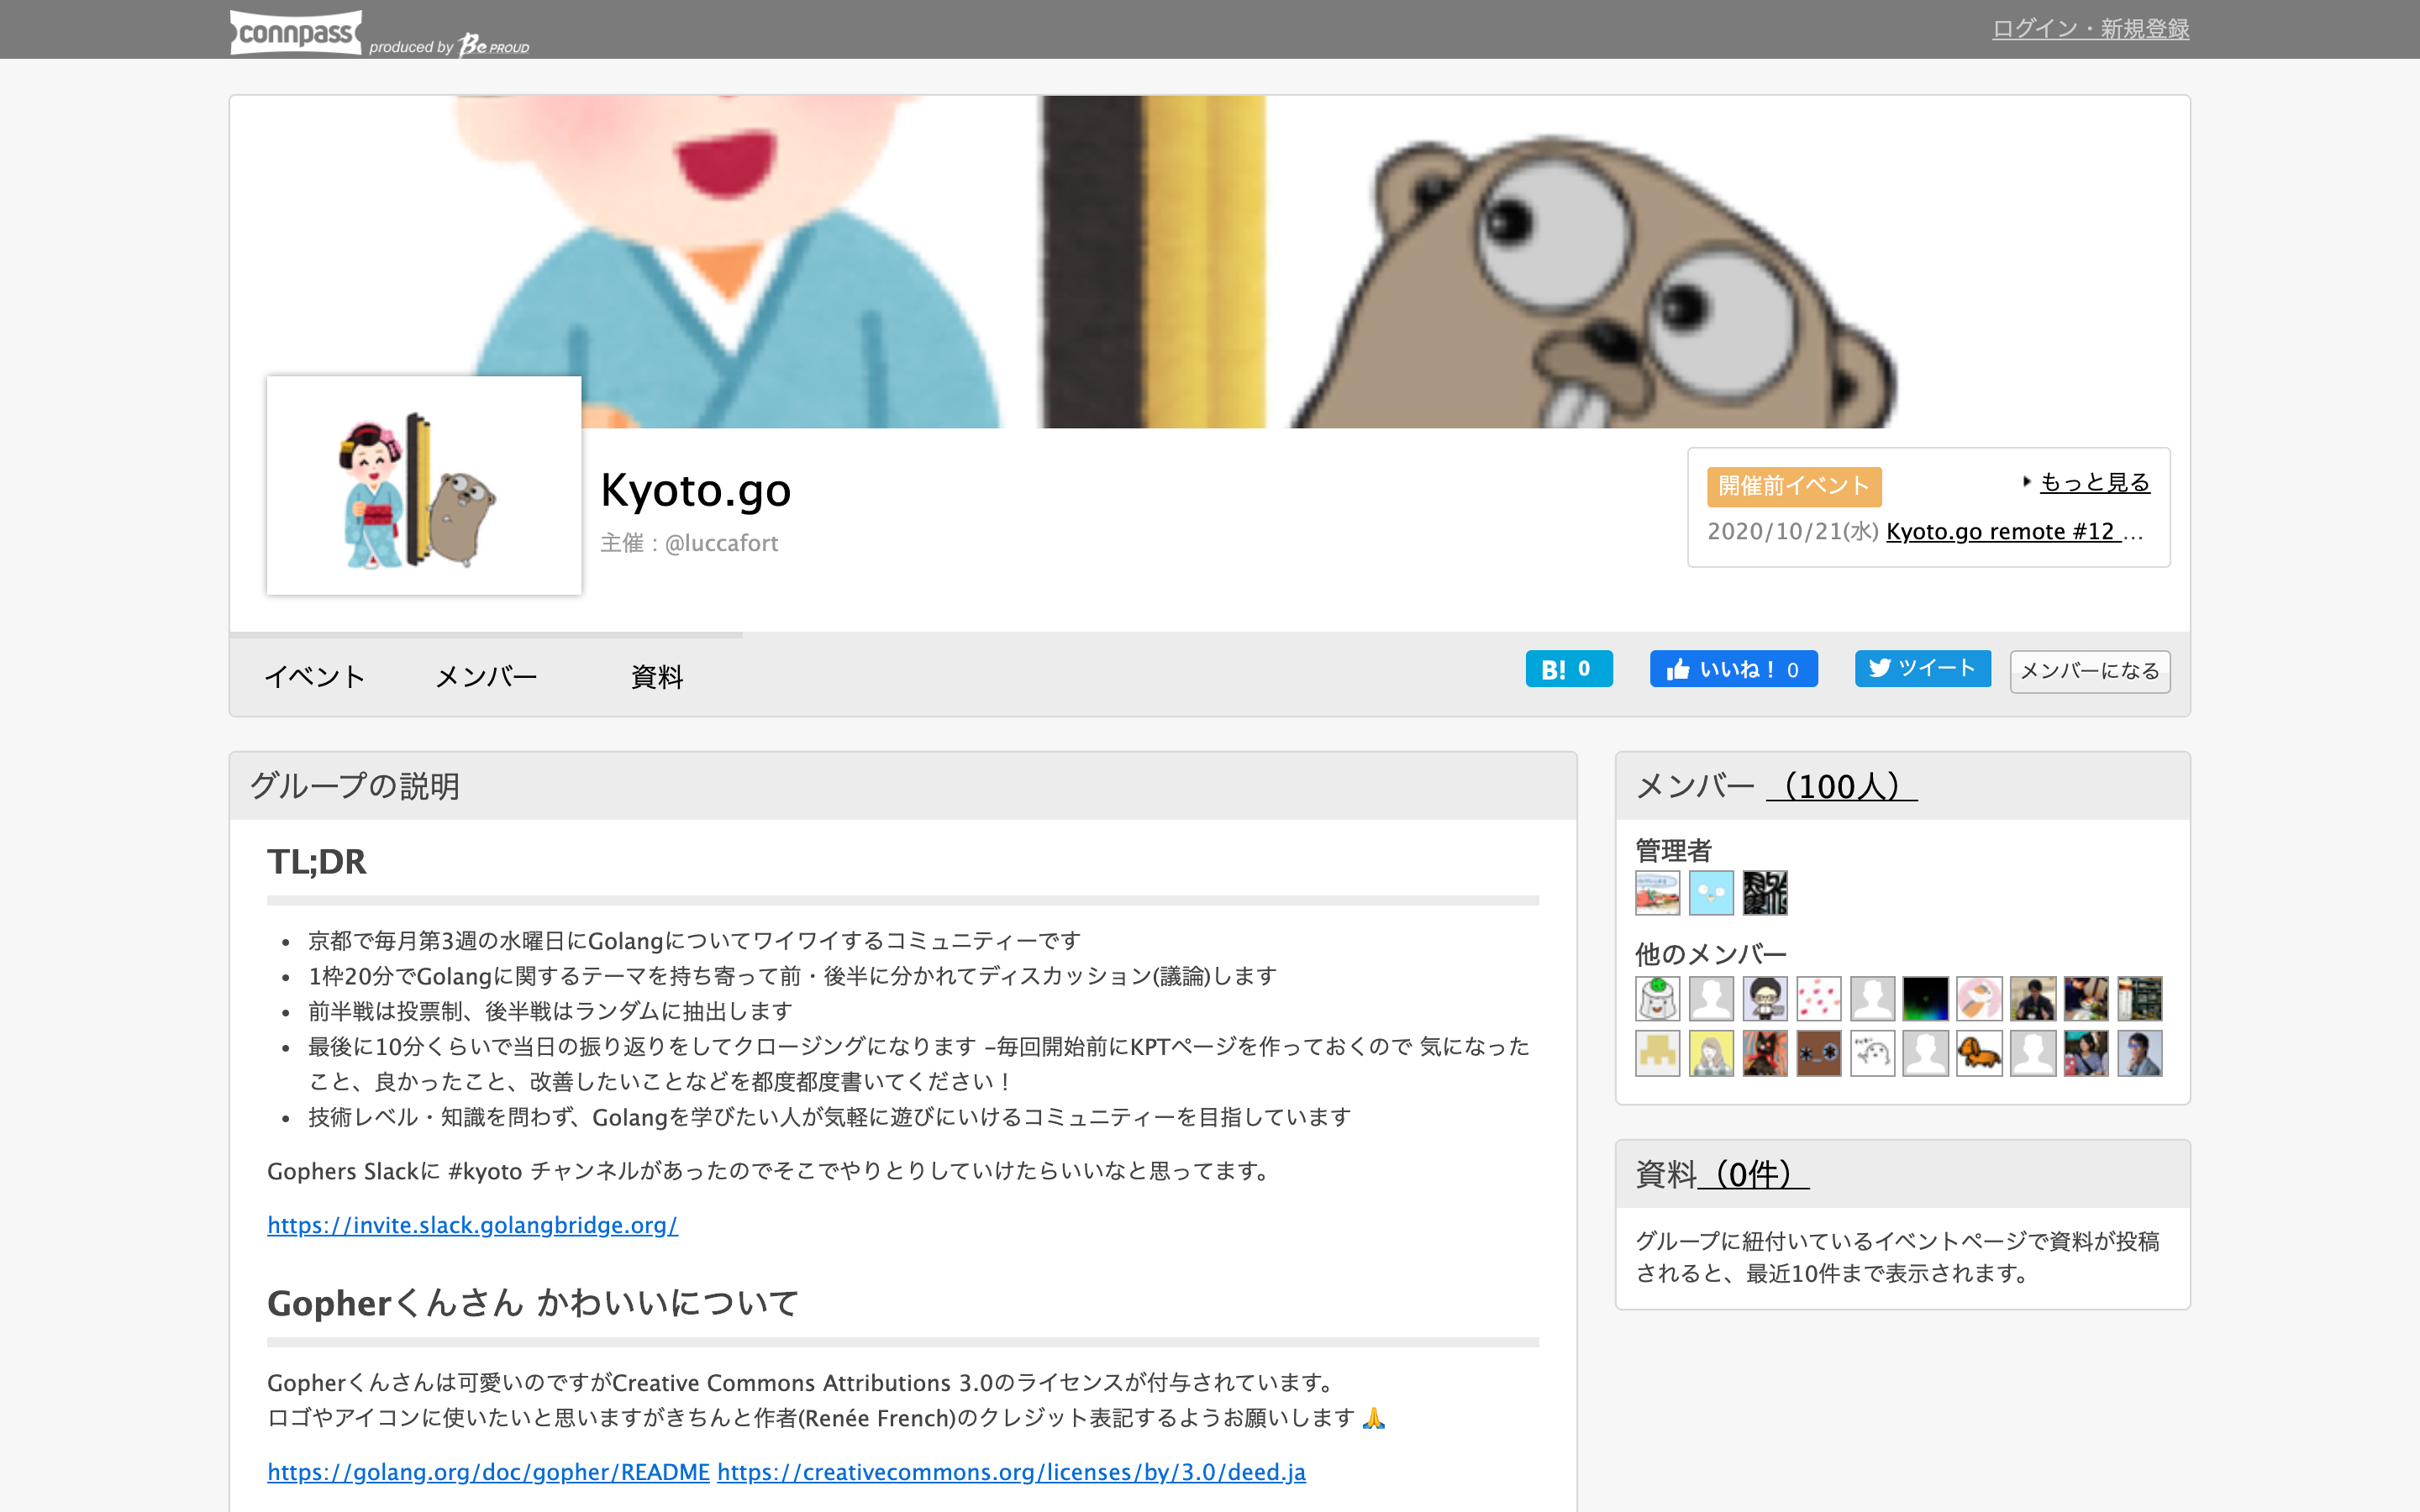 connpass produced by Be PROUD
ログイン・新規登録
Kyoto.go
主催：@luccafort
開催前イベント
もっと見る
2020/10/21(水) Kyoto.go remote #12 ...
イベント
メンバー
資料
B! 0
いいね！ 0
ツイート
メンバーになる
グループの説明
TL;DR
京都で毎月第3週の水曜日にGolangについてワイワイするコミュニティーです
1枠20分でGolangに関するテーマを持ち寄って前・後半に分かれてディスカッション(議論)します
前半戦は投票制、後半戦はランダムに抽出します
最後に10分くらいで当日の振り返りをしてクロージングになります –毎回開始前にKPTページを作っておくので 気になった
こと、良かったこと、改善したいことなどを都度都度書いてください！
技術レベル・知識を問わず、Golangを学びたい人が気軽に遊びにいけるコミュニティーを目指しています
Gophers Slackに #kyoto チャンネルがあったのでそこでやりとりしていけたらいいなと思ってます。
https://invite.slack.golangbridge.org/
Gopherくんさん かわいいについて
Gopherくんさんは可愛いのですがCreative Commons Attributions 3.0のライセンスが付与されています。
ロゴやアイコンに使いたいと思いますがきちんと作者(Renée French)のクレジット表記するようお願いします 🙏
https://golang.org/doc/gopher/README https://creativecommons.org/licenses/by/3.0/deed.ja
メンバー （100人）
管理者
他のメンバー
資料（0件）
グループに紐付いているイベントページで資料が投稿
されると、最近10件まで表示されます。